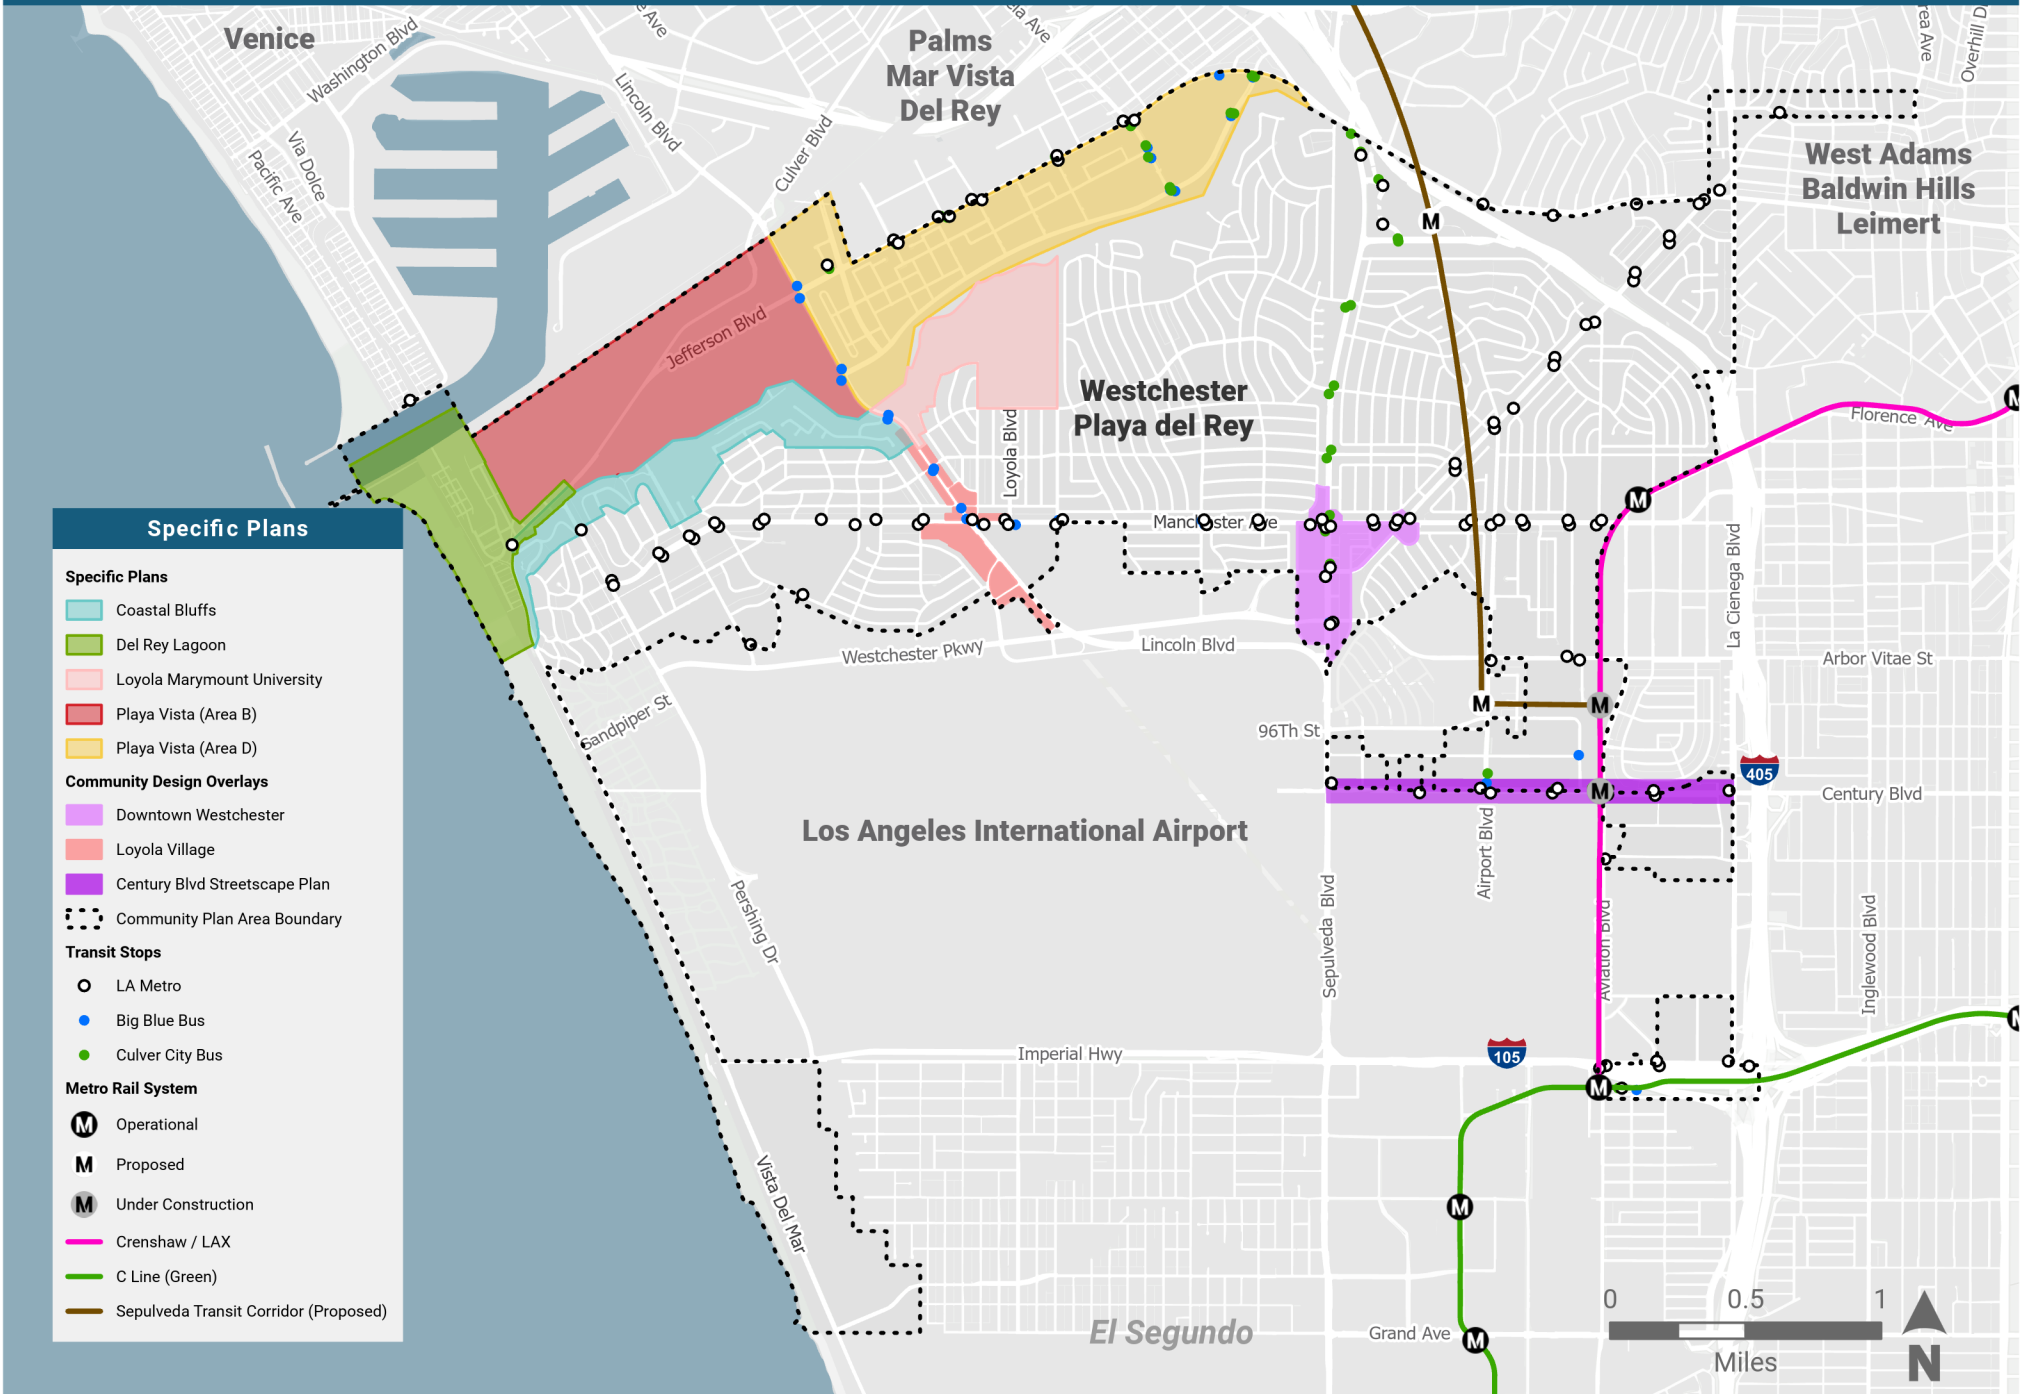 Venice
Washington Blvd
Via Dolce
Pacific Ave
Lincoln Blvd
Culver Blvd
e Ave
Palms
Mar Vista
Del Rey
West Adams
Baldwin Hills
Leimert
Jefferson Blvd
Westchester
Playa del Rey
Loyola Blvd
Florence Ave
Manchester Ave
La Cienega Blvd
Westchester Pkwy
Lincoln Blvd
Arbor Vitae St
Sandpiper St
96Th St
405
Century Blvd
Los Angeles International Airport
Airport Blvd
Sepulveda Blvd
Aviation Blvd
Inglewood Blvd
Pershing Dr
Imperial Hwy
105
Vista Del Mar
El Segundo
Grand Ave
M
M
M
M
M
M
M
M
M
M
Specific Plans
Specific Plans
Coastal Bluffs
Del Rey Lagoon
Loyola Marymount University
Playa Vista (Area B)
Playa Vista (Area D)
Community Design Overlays
Downtown Westchester
Loyola Village
Century Blvd Streetscape Plan
Community Plan Area Boundary
Transit Stops
LA Metro
Big Blue Bus
Culver City Bus
Metro Rail System
M Operational
M Proposed
M Under Construction
Crenshaw / LAX
C Line (Green)
Sepulveda Transit Corridor (Proposed)
0 0.5 1
Miles
N